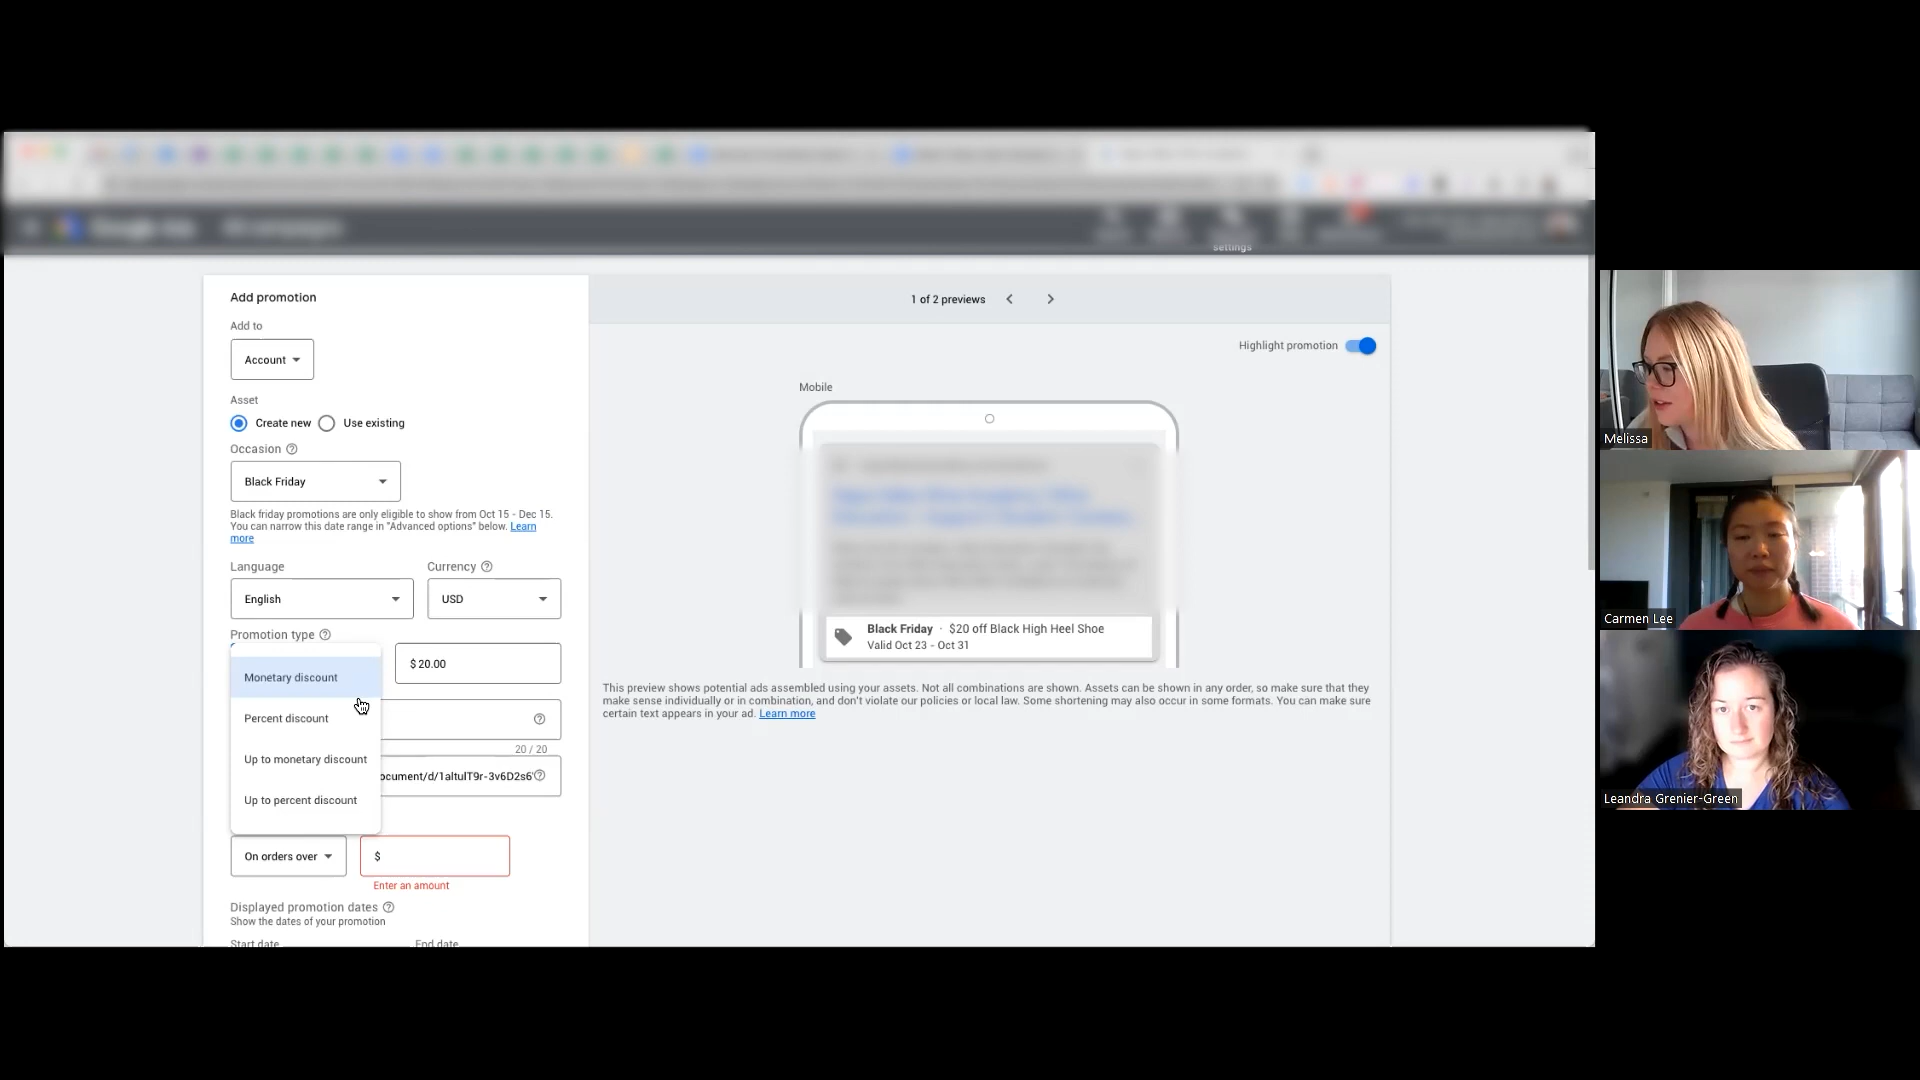 settings
Add promotion
Add to
Account
Asset
Create new
Use existing
Occasion
Black Friday
Black friday promotions are only eligible to show from Oct 15 - Dec 15.
You can narrow this date range in "Advanced options" below. Learn
more
Language
Currency
English
USD
Promotion type
Monetary discount
$ 20.00
Percent discount
20 / 20
Up to monetary discount
ocument/d/1altulT9r-3v6D2s6
Up to percent discount
On orders over
$
Enter an amount
Displayed promotion dates
Show the dates of your promotion
Start date
End date
1 of 2 previews
Highlight promotion
Mobile
Black Friday · $20 off Black High Heel Shoe
Valid Oct 23 - Oct 31
This preview shows potential ads assembled using your assets. Not all combinations are shown. Assets can be shown in any order, so make sure that they
make sense individually or in combination, and don't violate our policies or local law. Some shortening may also occur in some formats. You can make sure
certain text appears in your ad. Learn more
Melissa
Carmen Lee
Leandra Grenier-Green